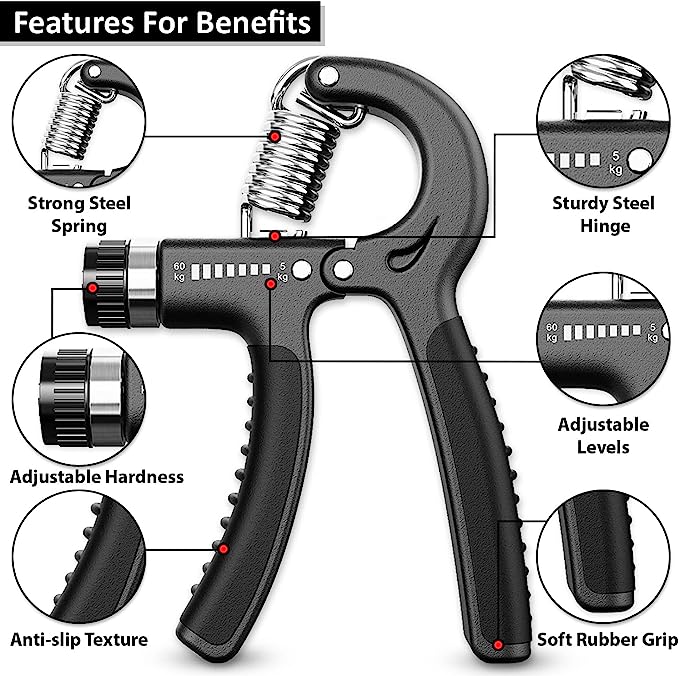 Features For Benefits
Strong Steel
Spring
5
kg
Sturdy Steel
Hinge
60
kg
5
kg
60
kg
5
kg
Adjustable
Levels
Adjustable Hardness
Anti-slip Texture
Soft Rubber Grip